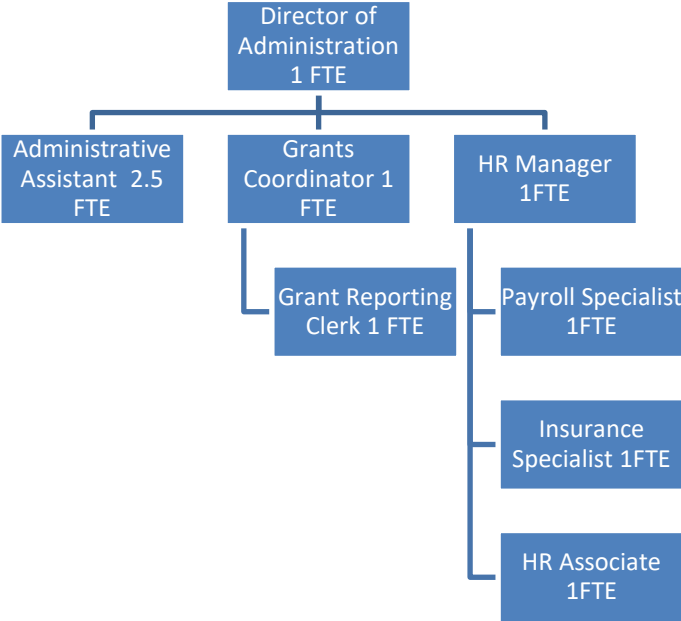 Director of
Administration
1 FTE
Administrative
Assistant  2.5
FTE
Grants
Coordinator 1
FTE
HR Manager
1FTE
Grant Reporting
Clerk 1 FTE
Payroll Specialist
1FTE
Insurance
Specialist 1FTE
HR Associate
1FTE